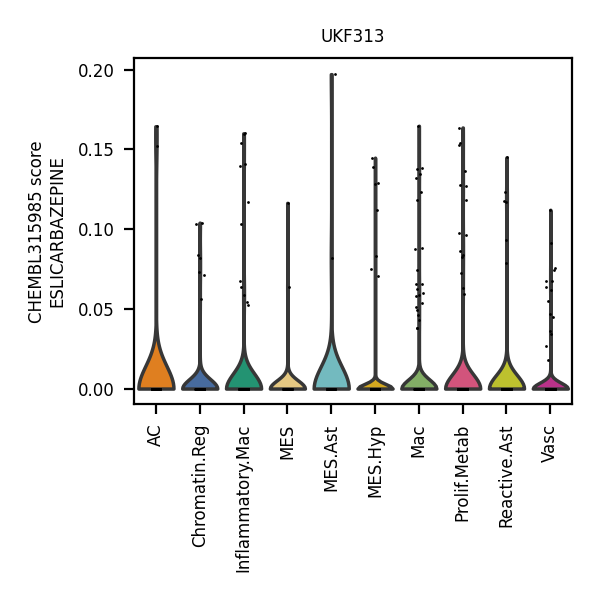 UKF313
CHEMBL315985 score
ESLICARBAZEPINE
0.20
0.15
0.10
0.05
0.00
AC
Chromatin.Reg
Inflammatory.Mac
MES
MES.Ast
MES.Hyp
Mac
Prolif.Metab
Reactive.Ast
Vasc